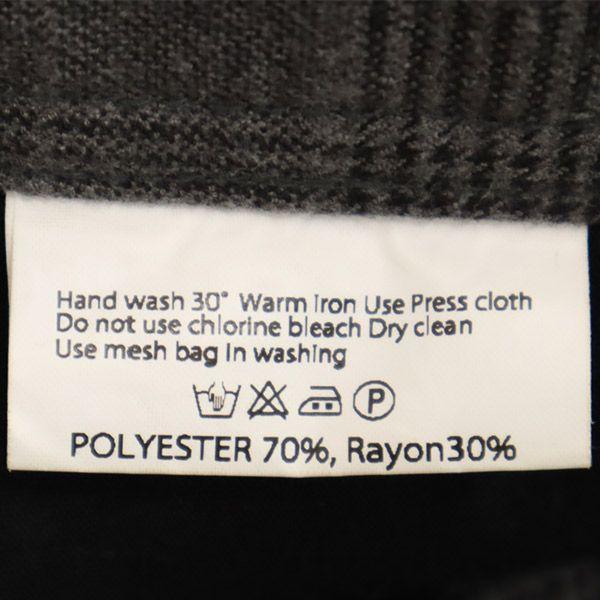 Hand wash 30° Warm Iron Use Press cloth
Do not use chlorine bleach Dry clean
Use mesh bag in washing
P
POLYESTER 70%, Rayon30%